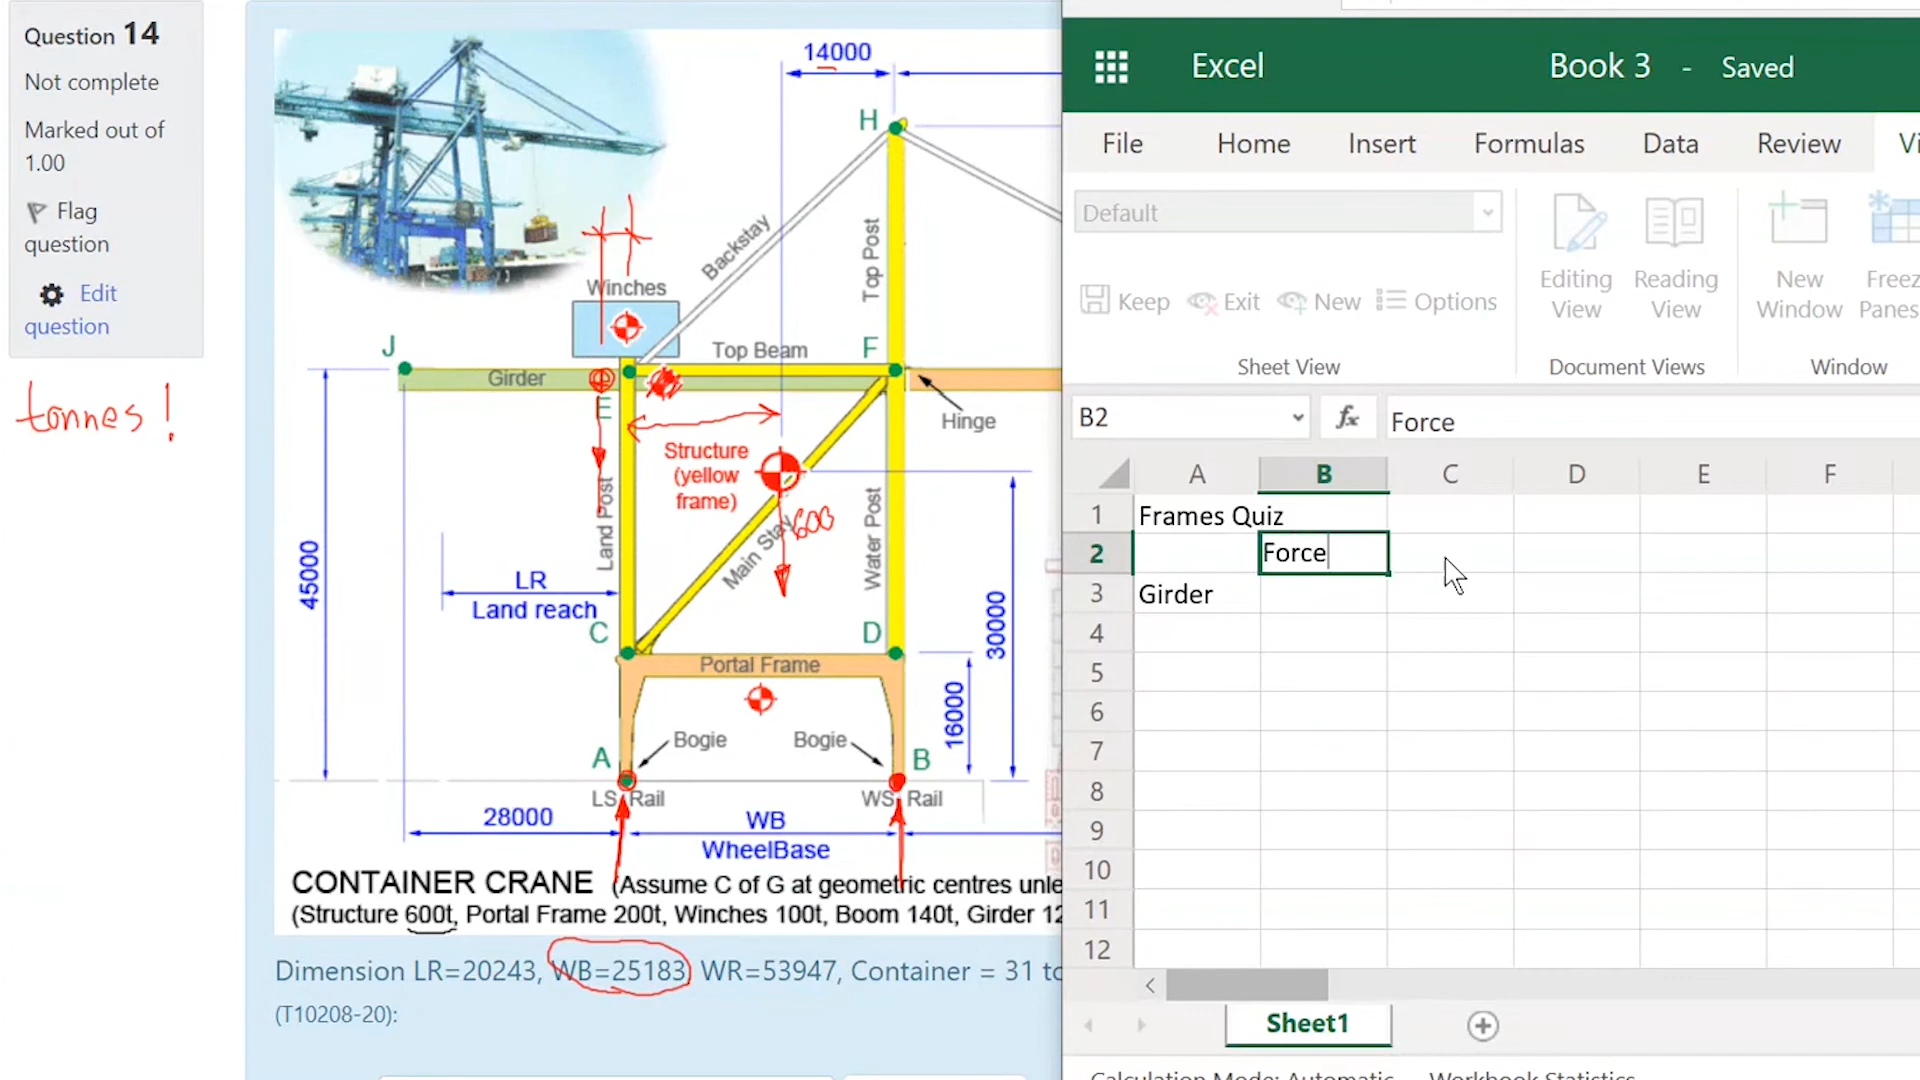 Question 14
Not complete
Marked out of
1.00
Flag
question
Edit
question
tonnes!
14000
H
Backstay
Top Post
Winches
J
Top Beam
F
Girder
E
Hinge
Structure
(yellow
frame)
600
Land Post
Main Stay
Water Post
45000
LR
Land reach
C
D
30000
Portal Frame
16000
Bogie
Bogie
A
B
LS Rail
WS Rail
28000
WB
WheelBase
CONTAINER CRANE (Assume C of G at geometric centres unle
(Structure 600t, Portal Frame 200t, Winches 100t, Boom 140t, Girder 12
Dimension LR=20243, WB=25183, WR=53947, Container = 31 to
(T10208-20):
Excel
Book 3 - Saved
File Home Insert Formulas Data Review Vi
Default
Keep Exit New Options
Editing
View
Reading
View
New
Window
Freez
Panes
Sheet View
Document Views
Window
B2
fx
Force
A B C D E F
1 Frames Quiz
2 Force
3 Girder
4
5
6
7
8
9
10
11
12
Sheet1
Calculation Mode: Automatic Workbook Statistics